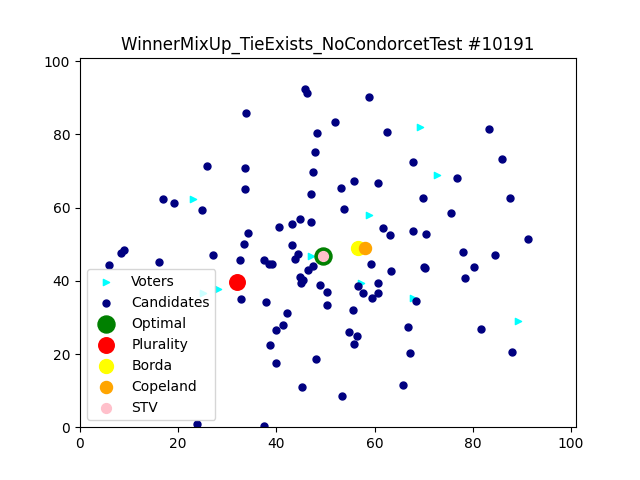 WinnerMixUp_TieExists_NoCondorcetTest #10191
100
80
60
40
20
0
Voters
Candidates
Optimal
Plurality
Borda
Copeland
STV
0 20 40 60 80 100